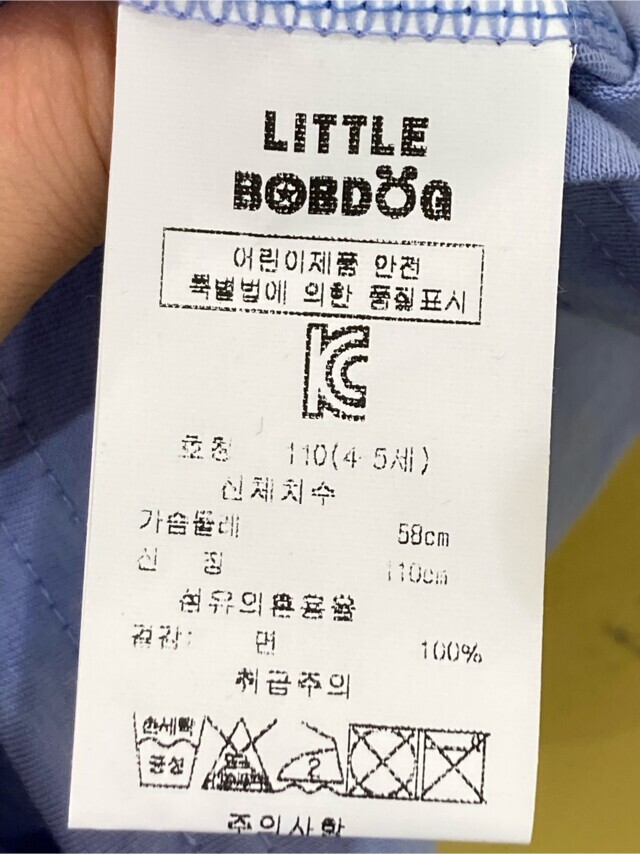 LITTLE
BOBDOG
어린이제품 안전
특별법에 의한 품질표시
KC
호칭 110(4-5세)
신체치수
가슴둘레 58cm
신 장 110cm
섬유의혼용율
겉감: 면 100%
취급주의
손세탁
중성
2
주의사항